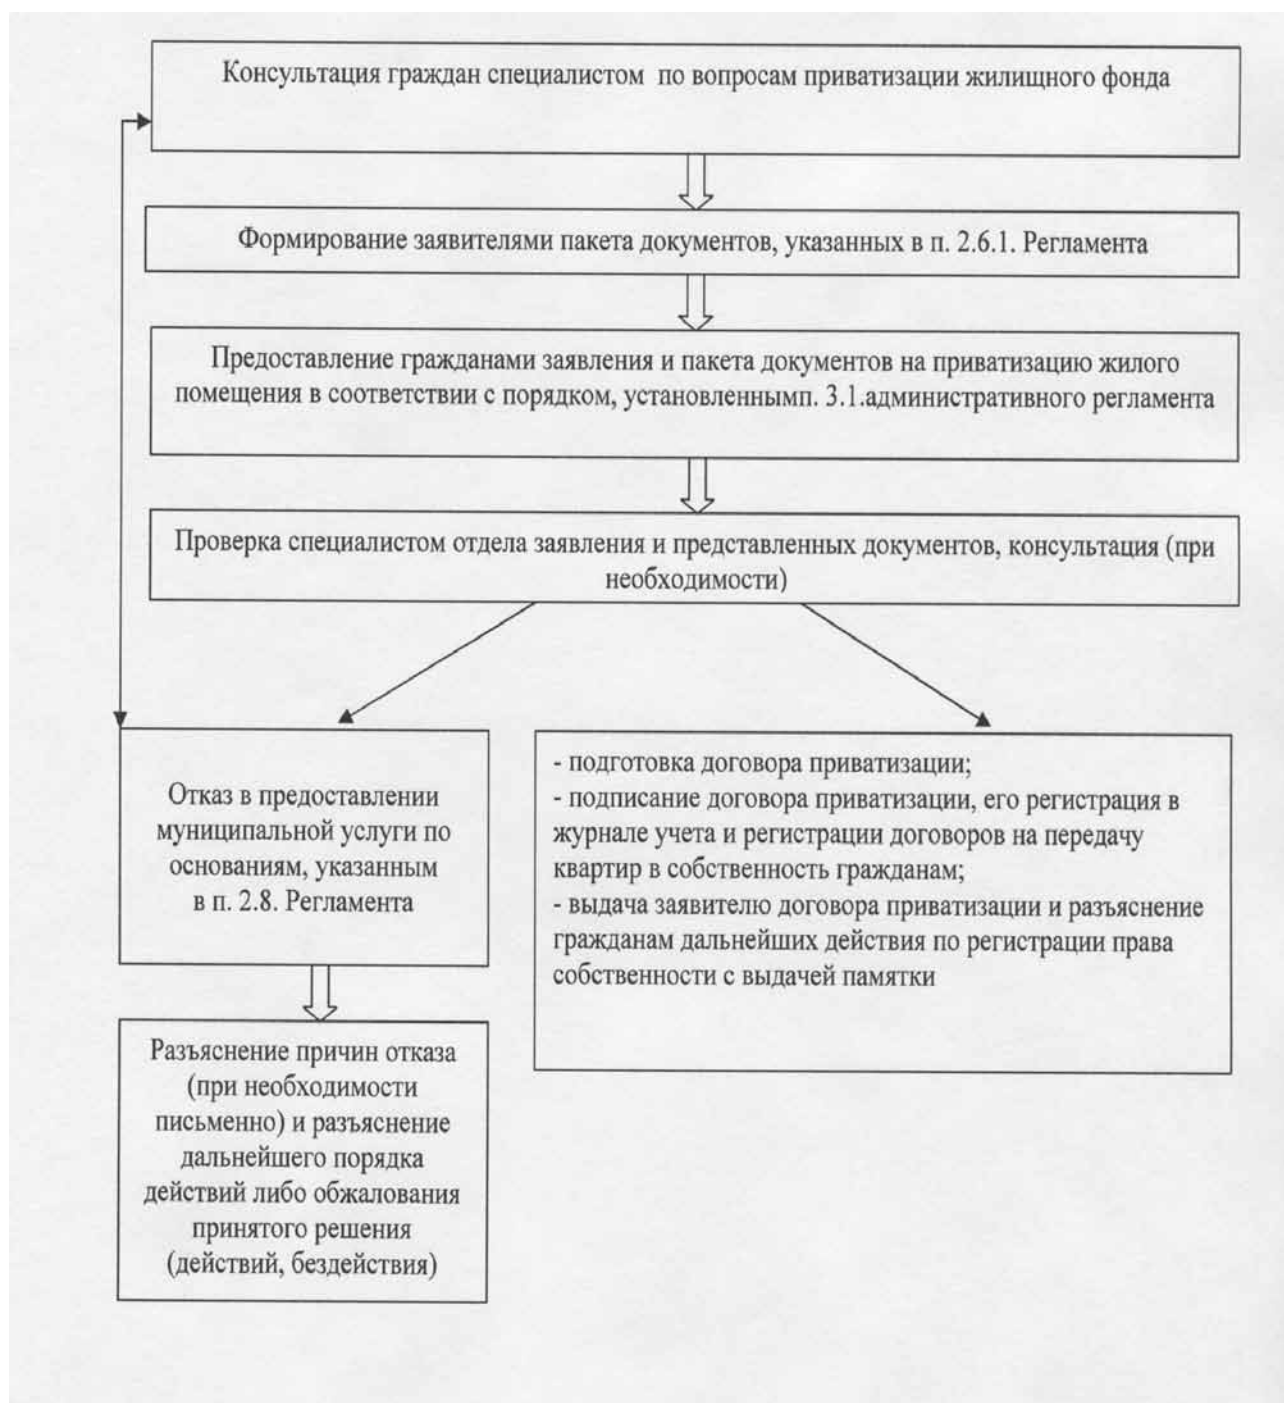 Консультация граждан специалистом по вопросам приватизации жилищного фонда
Формирование заявителями пакета документов, указанных в п. 2.6.1. Регламента
Предоставление гражданами заявления и пакета документов на приватизацию жилого
помещения в соответствии с порядком, установленнымп. 3.1.административного регламента
Проверка специалистом отдела заявления и представленных документов, консультация (при
необходимости)
Отказ в предоставлении
муниципальной услуги по
основаниям, указанным
в п. 2.8. Регламента
- подготовка договора приватизации;
- подписание договора приватизации, его регистрация в
журнале учета и регистрации договоров на передачу
квартир в собственность гражданам;
- выдача заявителю договора приватизации и разъяснение
гражданам дальнейших действия по регистрации права
собственности с выдачей памятки
Разъяснение причин отказа
(при необходимости
письменно) и разъяснение
дальнейшего порядка
действий либо обжалования
принятого решения
(действий, бездействия)